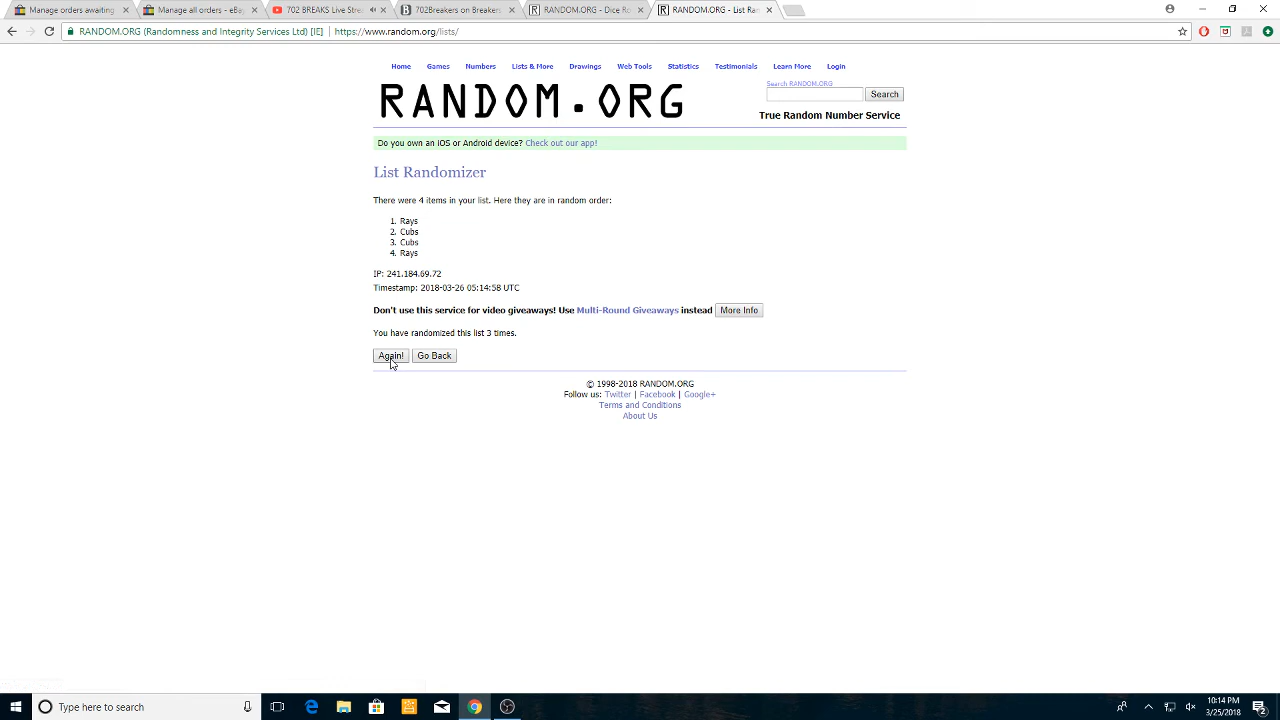 Manage orders awaiting
Manage all orders - eBa
702 BREAKS Live Stre
702Breakers on Breakers
RANDOM.ORG - Dice Ro
RANDOM.ORG - List Ra
RANDOM.ORG (Randomness and Integrity Services Ltd) [IE]
https://www.random.org/lists/
Home Games Numbers Lists & More Drawings Web Tools Statistics Testimonials Learn More Login
RANDOM.ORG
Search RANDOM.ORG
Search
True Random Number Service
Do you own an iOS or Android device? Check out our app!
List Randomizer
There were 4 items in your list. Here they are in random order:
1. Rays
2. Cubs
3. Cubs
4. Rays
IP: 241.184.69.72
Timestamp: 2018-03-26 05:14:58 UTC
Don't use this service for video giveaways! Use Multi-Round Giveaways instead More Info
You have randomized this list 3 times.
Again! Go Back
© 1998-2018 RANDOM.ORG
Follow us: Twitter | Facebook | Google+
Terms and Conditions
About Us
Type here to search
10:14 PM
3/25/2018
2